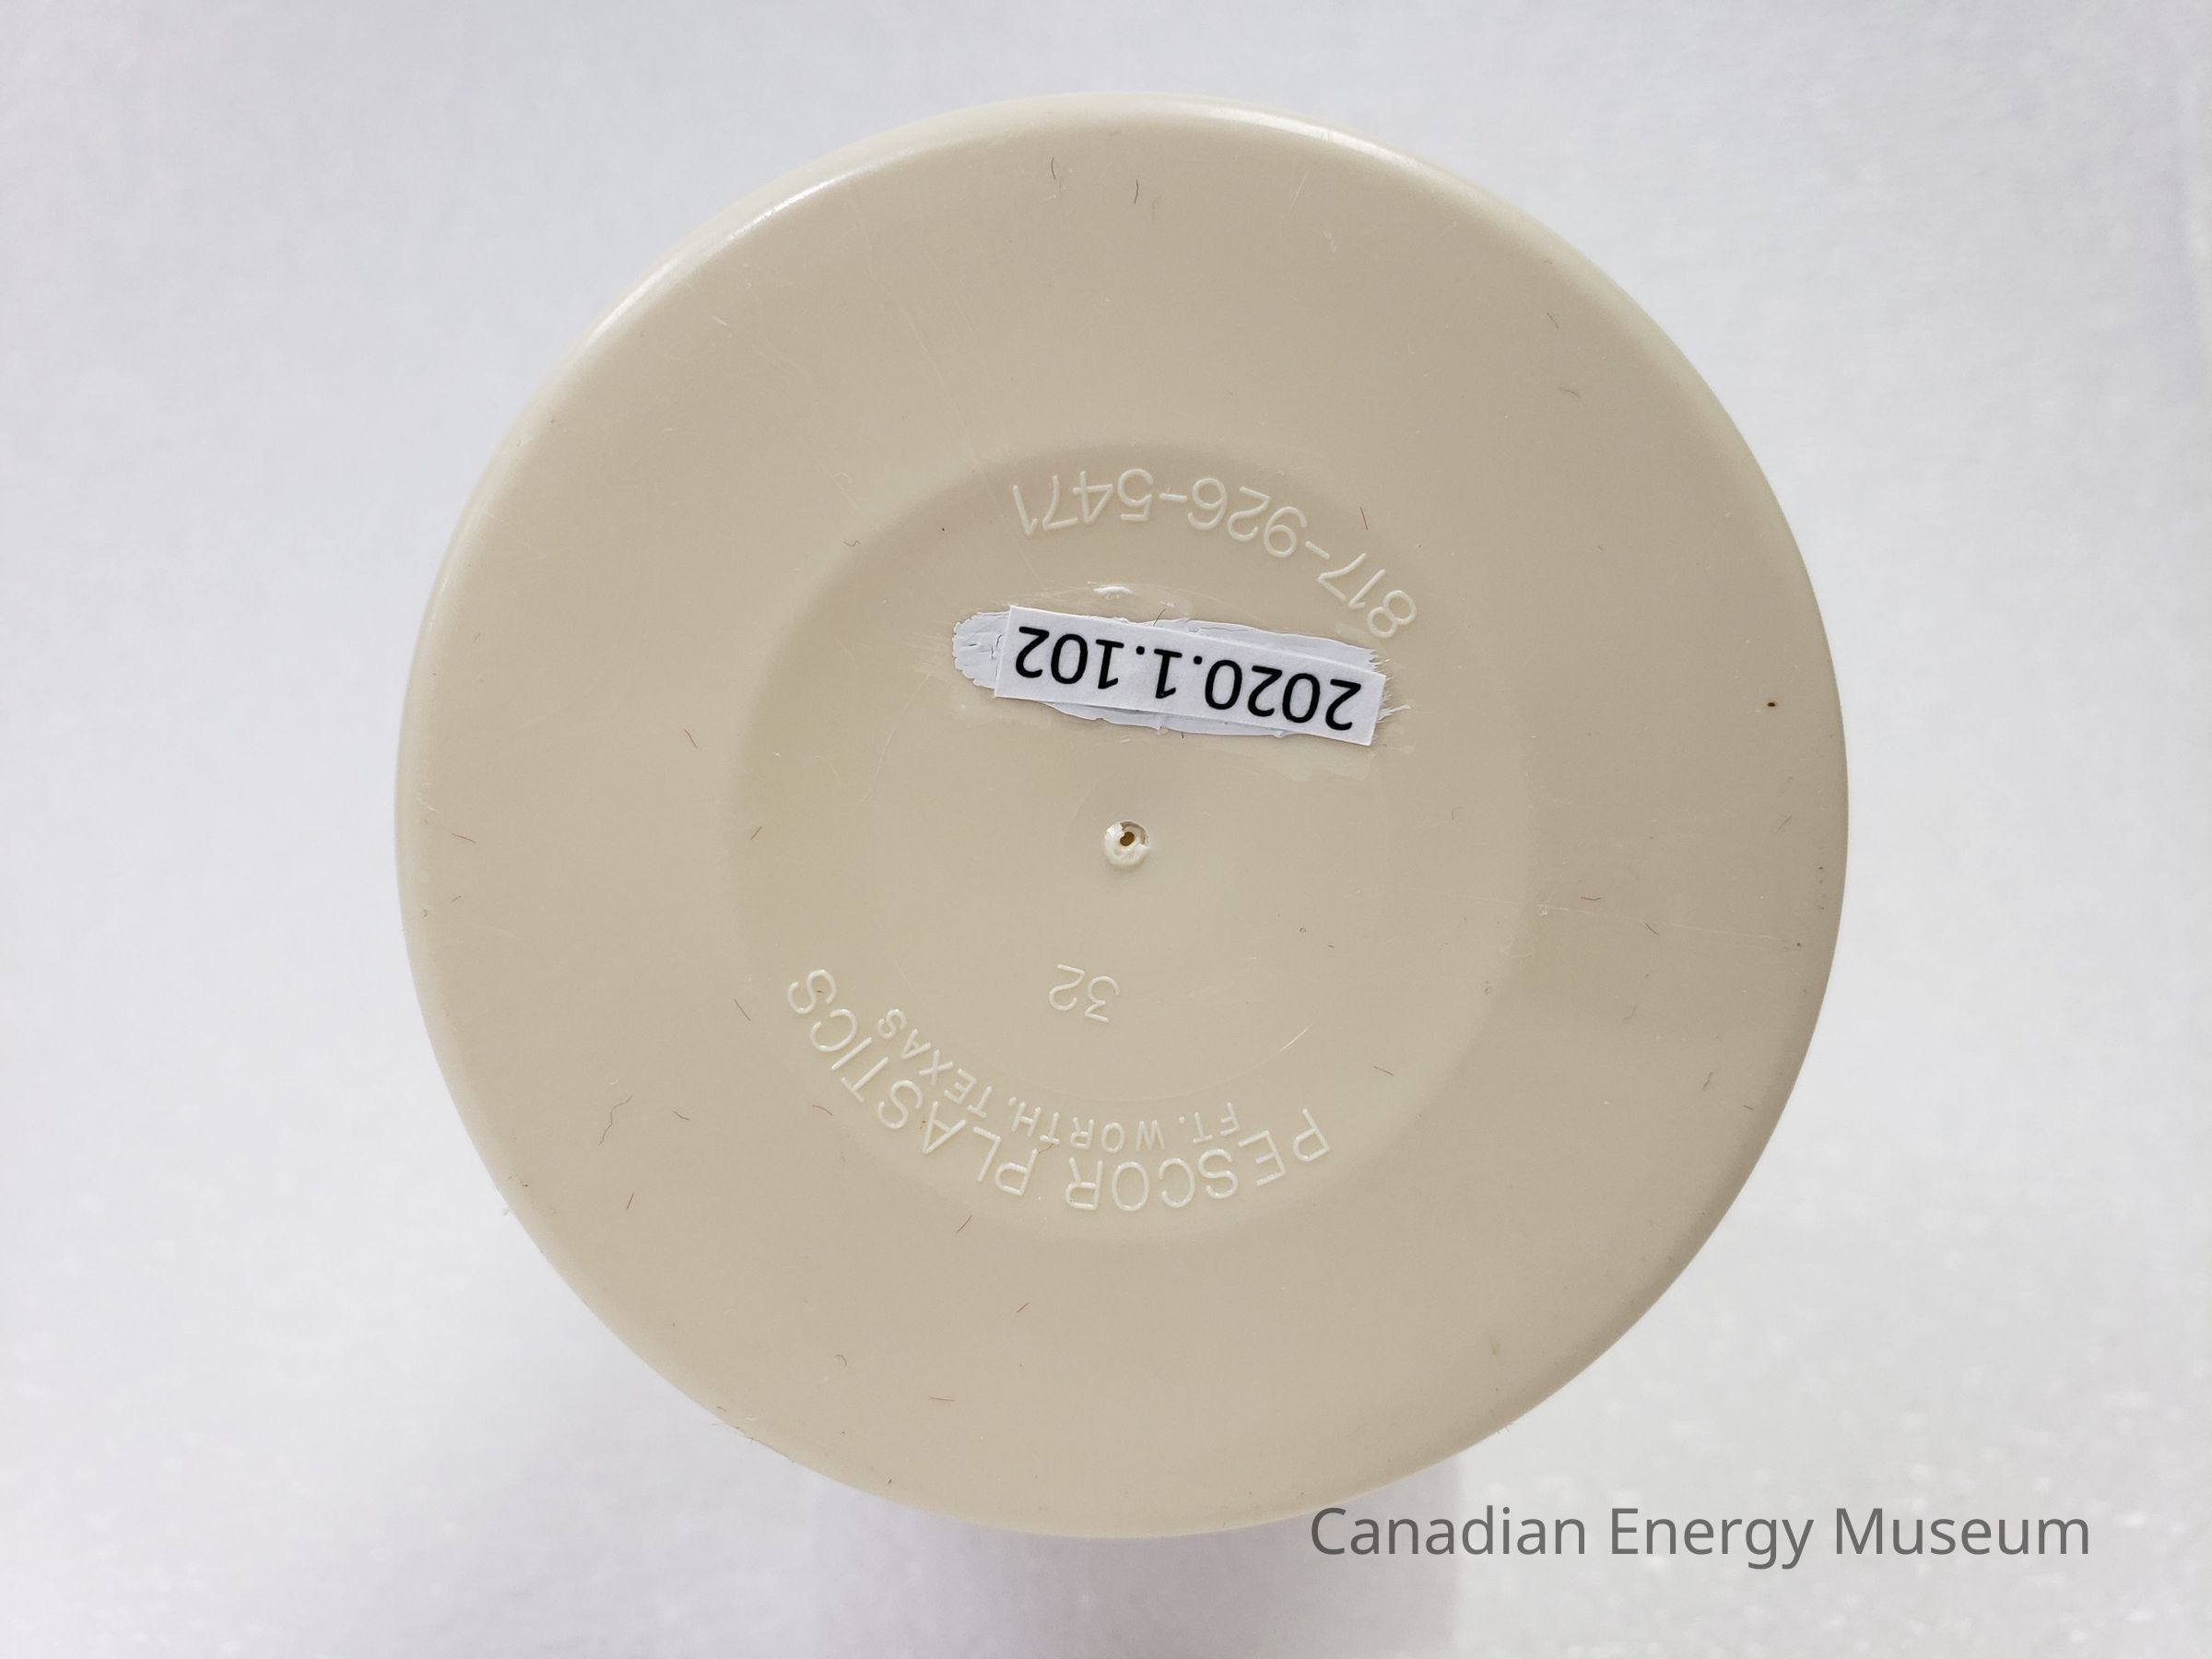 PESCOR PLASTICS
FT. WORTH, TEXAS
32
2020.1.102
817-926-5471
Canadian Energy Museum